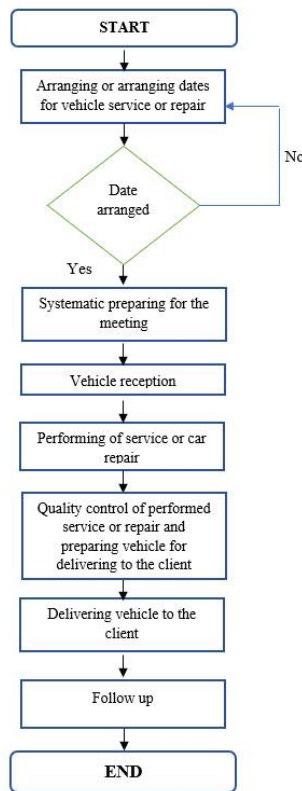 START
Arranging or arranging dates
for vehicle service or repair
No
Date
arranged
Yes
Systematic preparing for the
meeting
Vehicle reception
Performing of service or car
repair
Quality control of performed
service or repair and
preparing vehicle for
delivering to the client
Delivering vehicle to the
client
Follow up
END